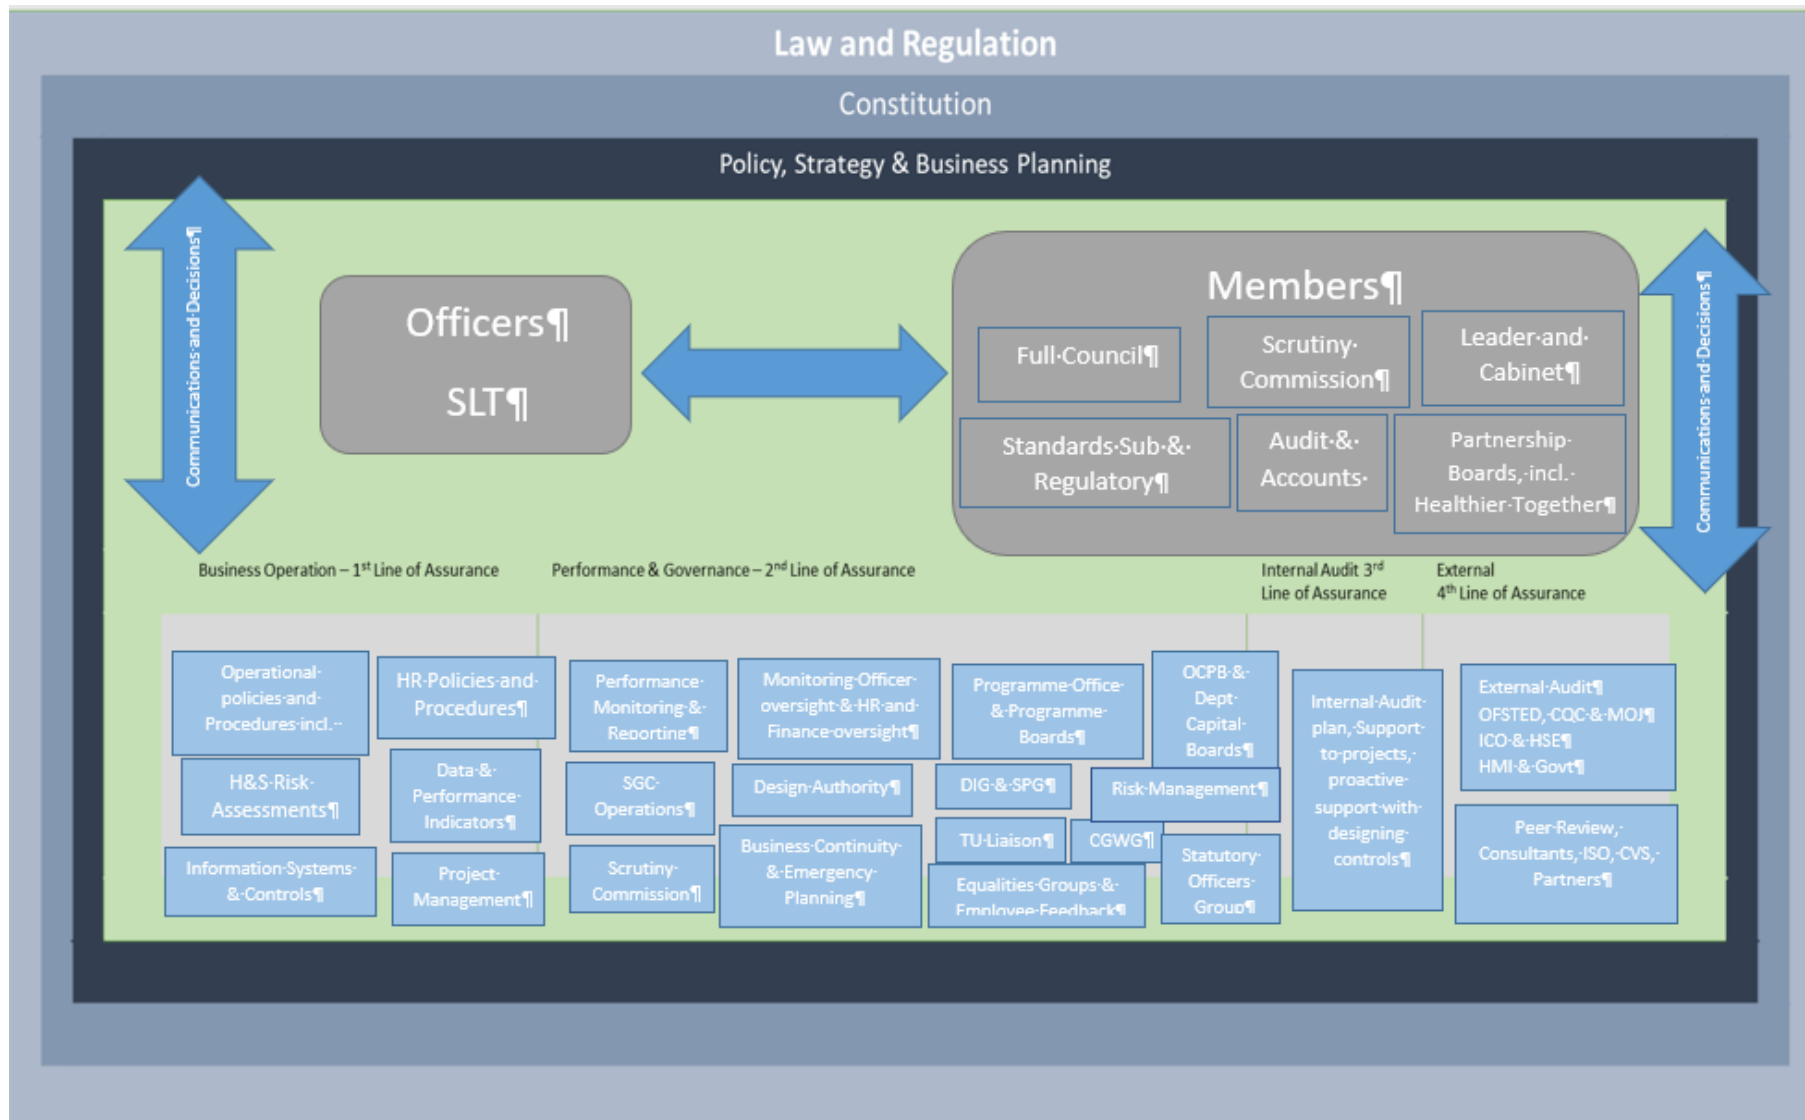 Law and Regulation
Constitution
Policy, Strategy & Business Planning
Communications·and·Decisions¶
Officers¶
SLT¶
Members¶
Full·Council¶
Scrutiny·
Commission¶
Leader·and·
Cabinet¶
Standards·Sub·&·
Regulatory¶
Audit·&·
Accounts·
Partnership·
Boards,·incl.·
Healthier·Together¶
Communications·and·Decisions¶
Business Operation – 1st Line of Assurance
Performance & Governance – 2nd Line of Assurance
Internal Audit 3rd
Line of Assurance
External
4th Line of Assurance
Operational·
policies·and·
Procedures·incl.··
HR·Policies·and·
Procedures¶
H&S·Risk·
Assessments¶
Data·&·
Performance·
Indicators¶
Information·Systems·
&·Controls¶
Project·
Management¶
Performance·
Monitoring·&·
Reporting¶
Monitoring·Officer·
oversight·&·HR·and·
Finance·oversight¶
Programme·Office·
&·Programme·
Boards¶
OCPB·&·
Dept·
Capital·
Boards¶
SGC·
Operations¶
Design·Authority¶
DIG·&·SPG¶
Risk·Management¶
TU·Liaison¶
CGWG¶
Scrutiny·
Commission¶
Business·Continuity·
&·Emergency·
Planning¶
Equalities·Groups·&·
Employee·Feedback¶
Statutory·
Officers·
Group¶
Internal·Audit·
plan,·Support·
to·projects,·
proactive·
support·with·
designing·
controls¶
External·Audit¶
OFSTED,·CQC·&·MOJ¶
ICO·&·HSE¶
HMI·&·Govt¶
Peer·Review,·
Consultants,·ISO,·CVS,·
Partners¶